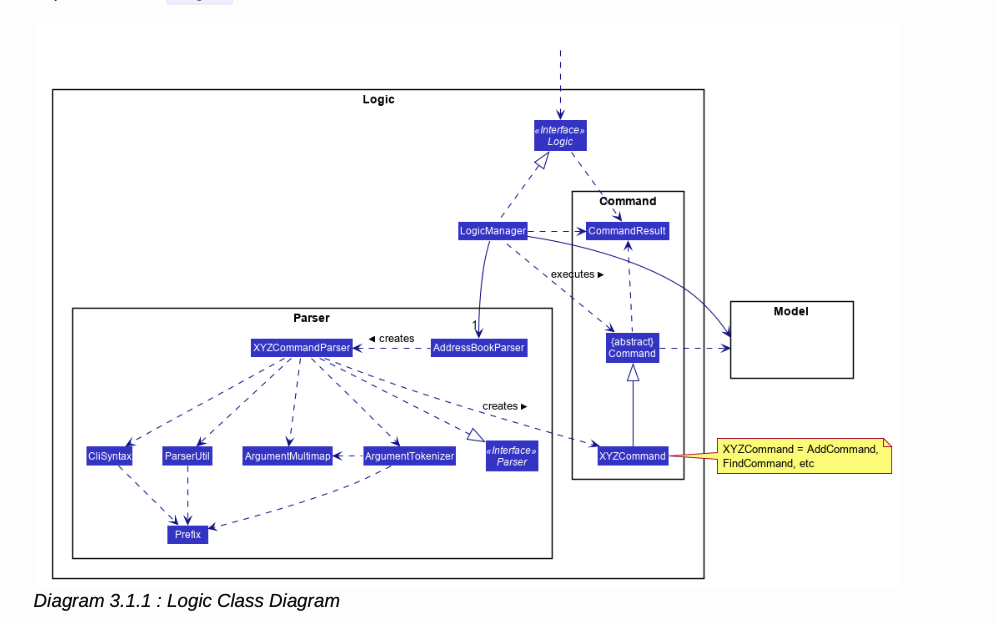 Logic
«Interface»
Logic
Command
LogicManager
CommandResult
executes ►
Model
Parser
1
◄ creates
XYZCommandParser
AddressBookParser
{abstract}
Command
creates ►
CliSyntax
ParserUtil
ArgumentMultimap
ArgumentTokenizer
«Interface»
Parser
XYZCommand
XYZCommand = AddCommand,
FindCommand, etc
Prefix
Diagram 3.1.1 : Logic Class Diagram